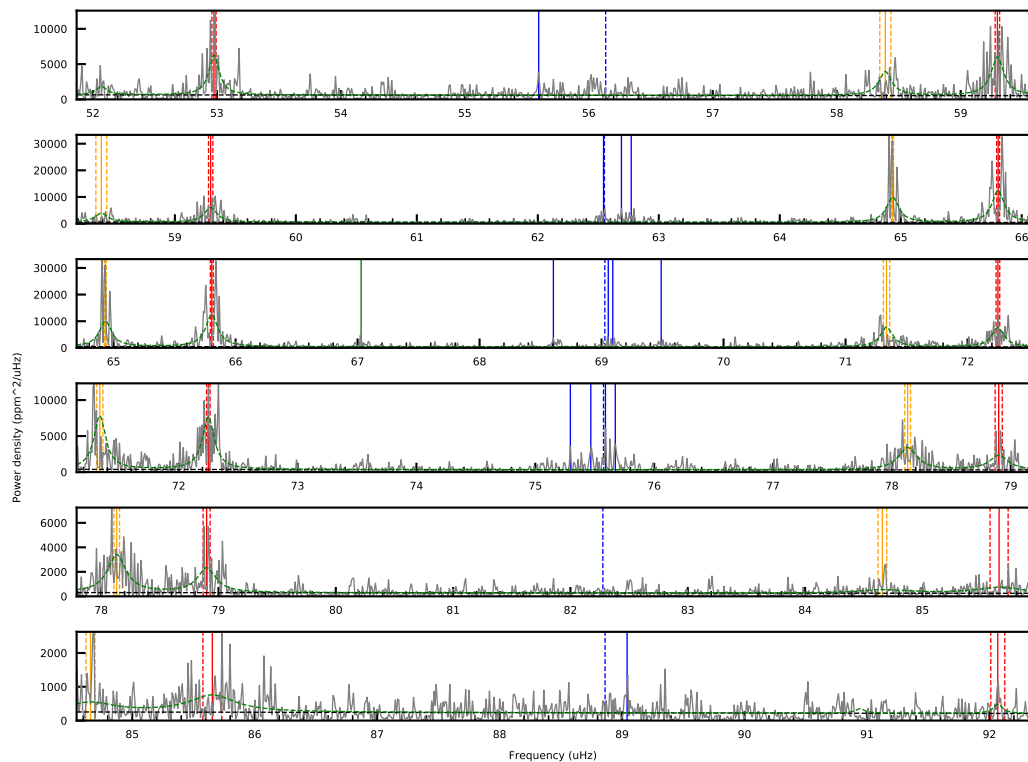 10000
5000
0
52 53 54 55 56 57 58 59
30000
20000
10000
0
59 60 61 62 63 64 65 66
30000
20000
10000
0
65 66 67 68 69 70 71 72
10000
5000
0
72 73 74 75 76 77 78 79
6000
4000
2000
0
78 79 80 81 82 83 84 85
2000
1000
0
85 86 87 88 89 90 91 92
Power density (ppm^2/uHz)
Frequency (uHz)